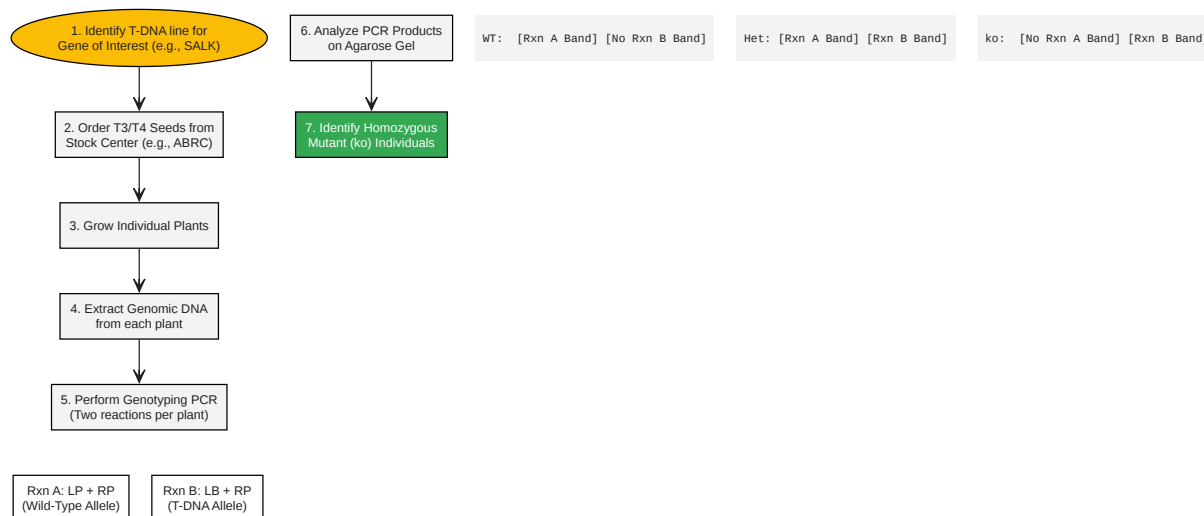 1. Identify T-DNA line for
Gene of Interest (e.g., SALK)
2. Order T3/T4 Seeds from
Stock Center (e.g., ABRC)
3. Grow Individual Plants
4. Extract Genomic DNA
from each plant
5. Perform Genotyping PCR
(Two reactions per plant)
Rxn A: LP + RP
(Wild-Type Allele)
Rxn B: LB + RP
(T-DNA Allele)
6. Analyze PCR Products
on Agarose Gel
7. Identify Homozygous
Mutant (ko) Individuals
WT:  [Rxn A Band] [No Rxn B Band]
Het: [Rxn A Band] [Rxn B Band]
ko:  [No Rxn A Band] [Rxn B Band